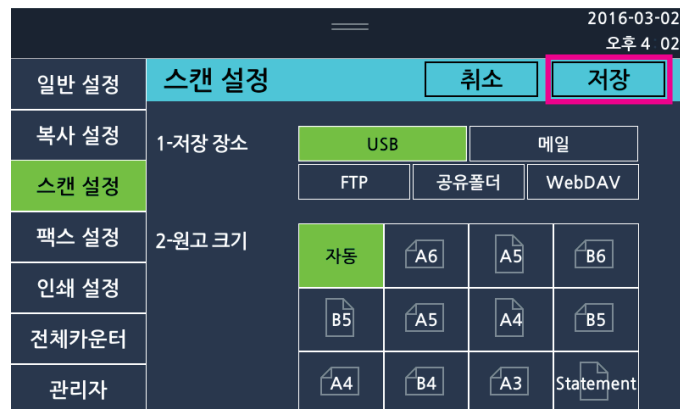 2016-03-02
오후 4 02
일반 설정
복사 설정
스캔 설정
팩스 설정
인쇄 설정
전체카운터
관리자
스캔 설정 취소 저장
1-저장 장소 USB 메일
FTP 공유폴더 WebDAV
2-원고 크기 자동 A6 A5 B6
B5 A5 A4 B5
A4 B4 A3 Statement